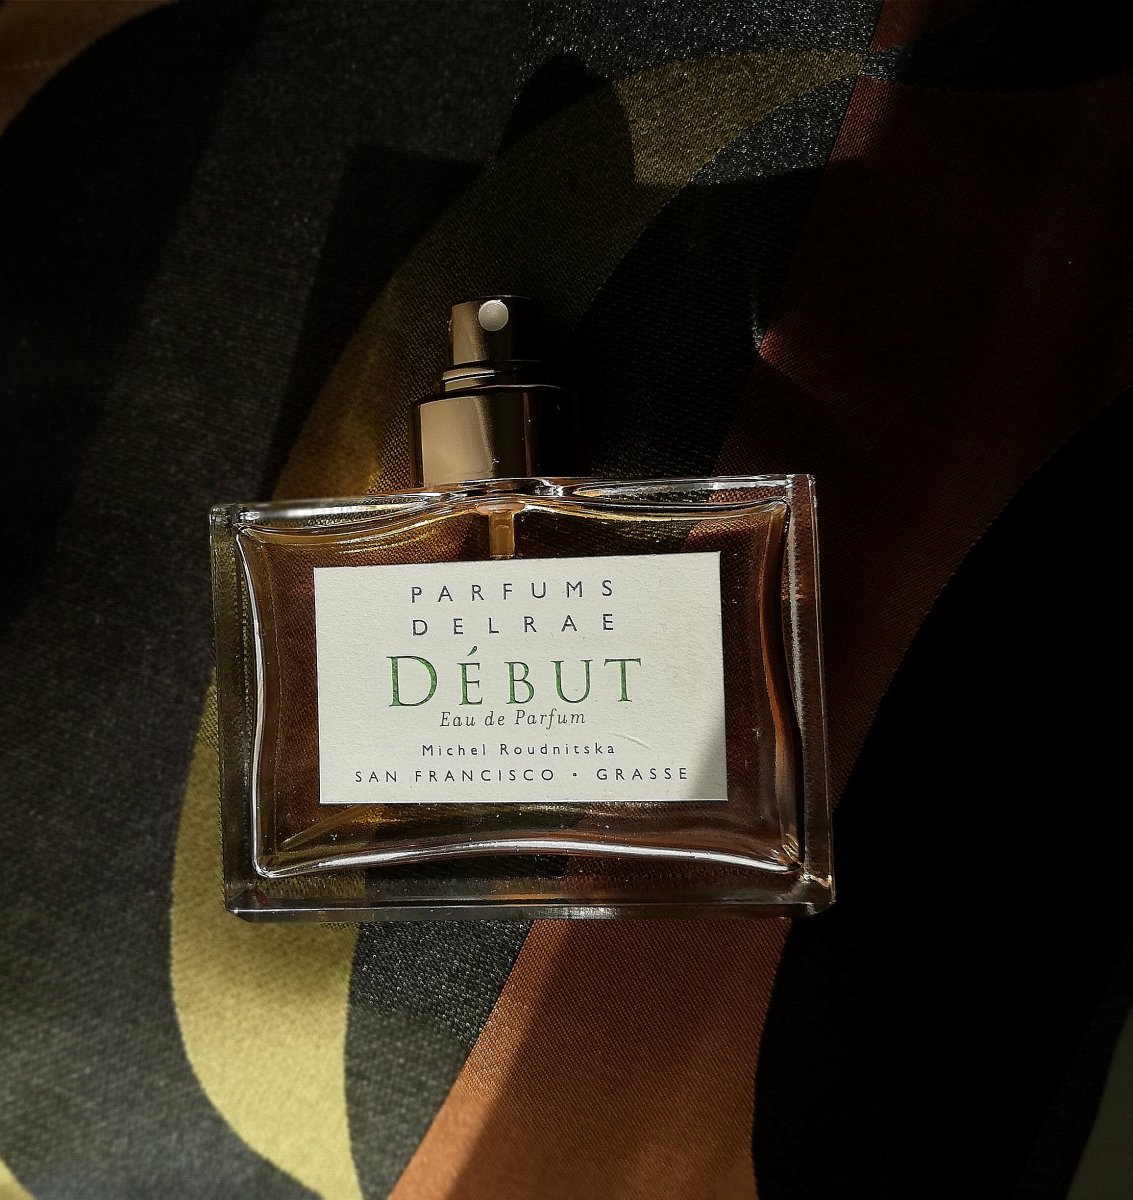 PARFUMS
DELRAE
DÉBUT
Eau de Parfum
Michel Roudnitska
SAN FRANCISCO • GRASSE